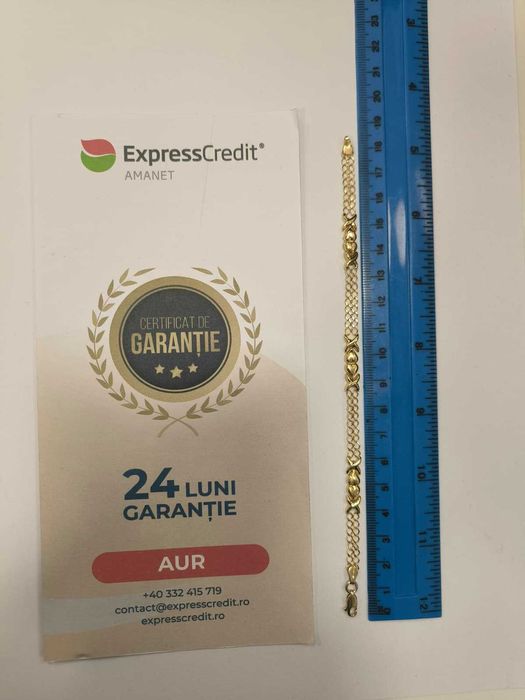 ExpressCredit®
AMANET
CERTIFICAT DE
GARANȚIE
24 LUNI
GARANȚIE
AUR
+40 332 415 719
contact@expresscredit.ro
expresscredit.ro